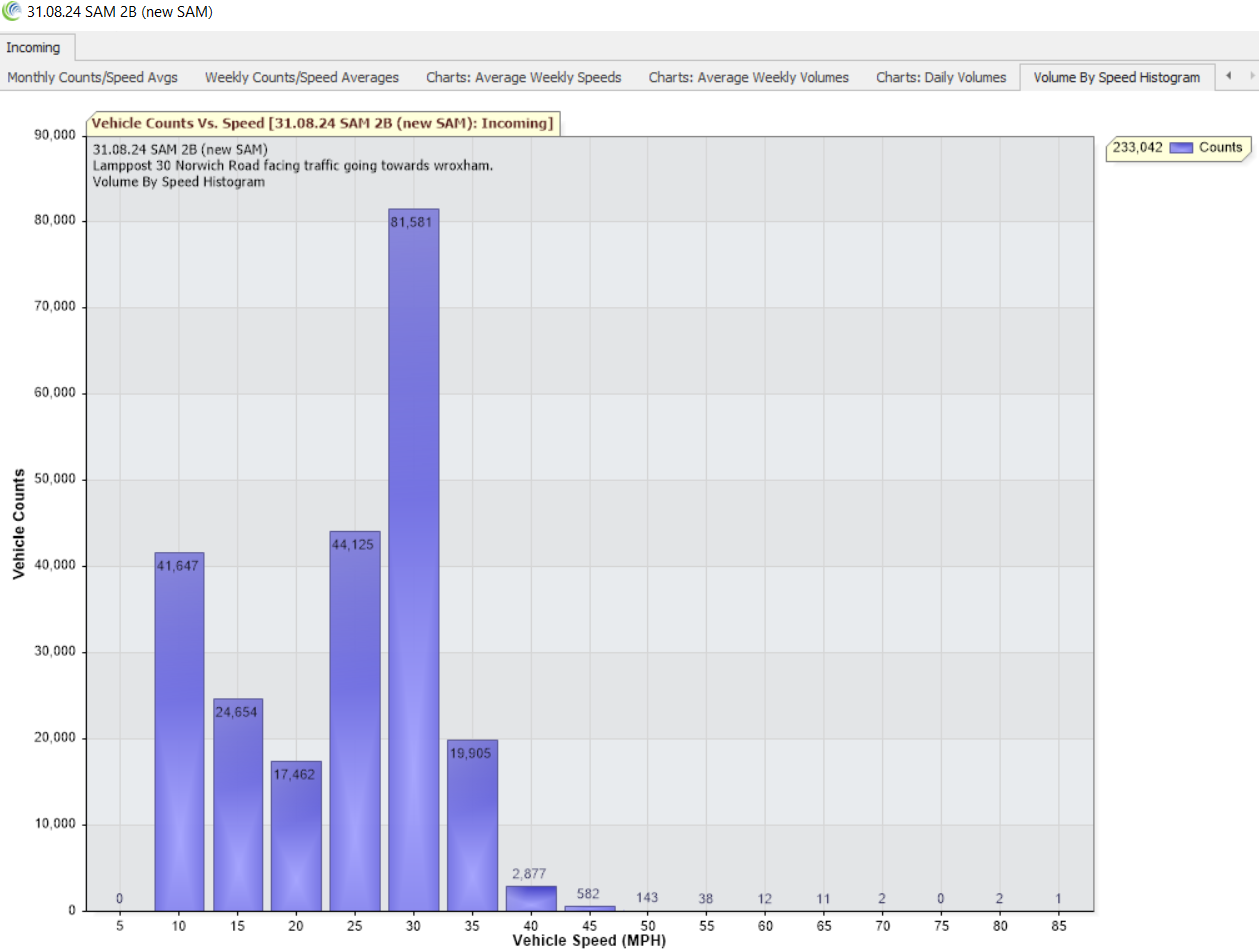 31.08.24 SAM 2B (new SAM)
Incoming
Monthly Counts/Speed Avgs Weekly Counts/Speed Averages Charts: Average Weekly Speeds Charts: Average Weekly Volumes Charts: Daily Volumes Volume By Speed Histogram
Vehicle Counts Vs. Speed [31.08.24 SAM 2B (new SAM): Incoming]
31.08.24 SAM 2B (new SAM)
Lamppost 30 Norwich Road facing traffic going towards wroxham.
Volume By Speed Histogram
233,042 Counts
Vehicle Counts
90,000
80,000
70,000
60,000
50,000
40,000
30,000
20,000
10,000
0
0 41,647 24,654 17,462 44,125 81,581 19,905 2,877 582 143 38 12 11 2 0 2 1
5 10 15 20 25 30 35 40 45 50 55 60 65 70 75 80 85
Vehicle Speed (MPH)